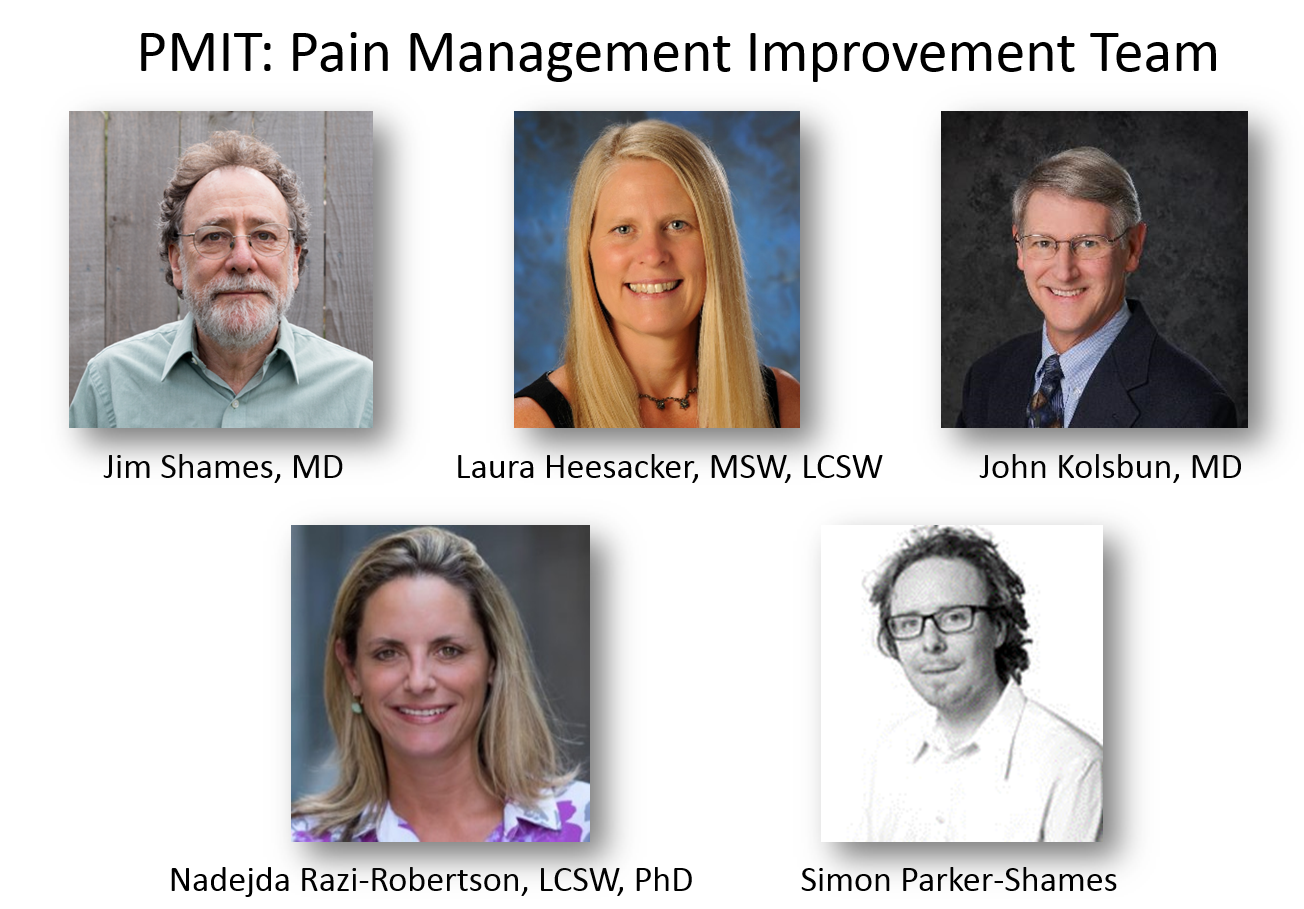 PMIT: Pain Management Improvement Team
Jim Shames, MD
Laura Heesacker, MSW, LCSW
John Kolsbun, MD
Nadejda Razi-Robertson, LCSW, PhD
Simon Parker-Shames